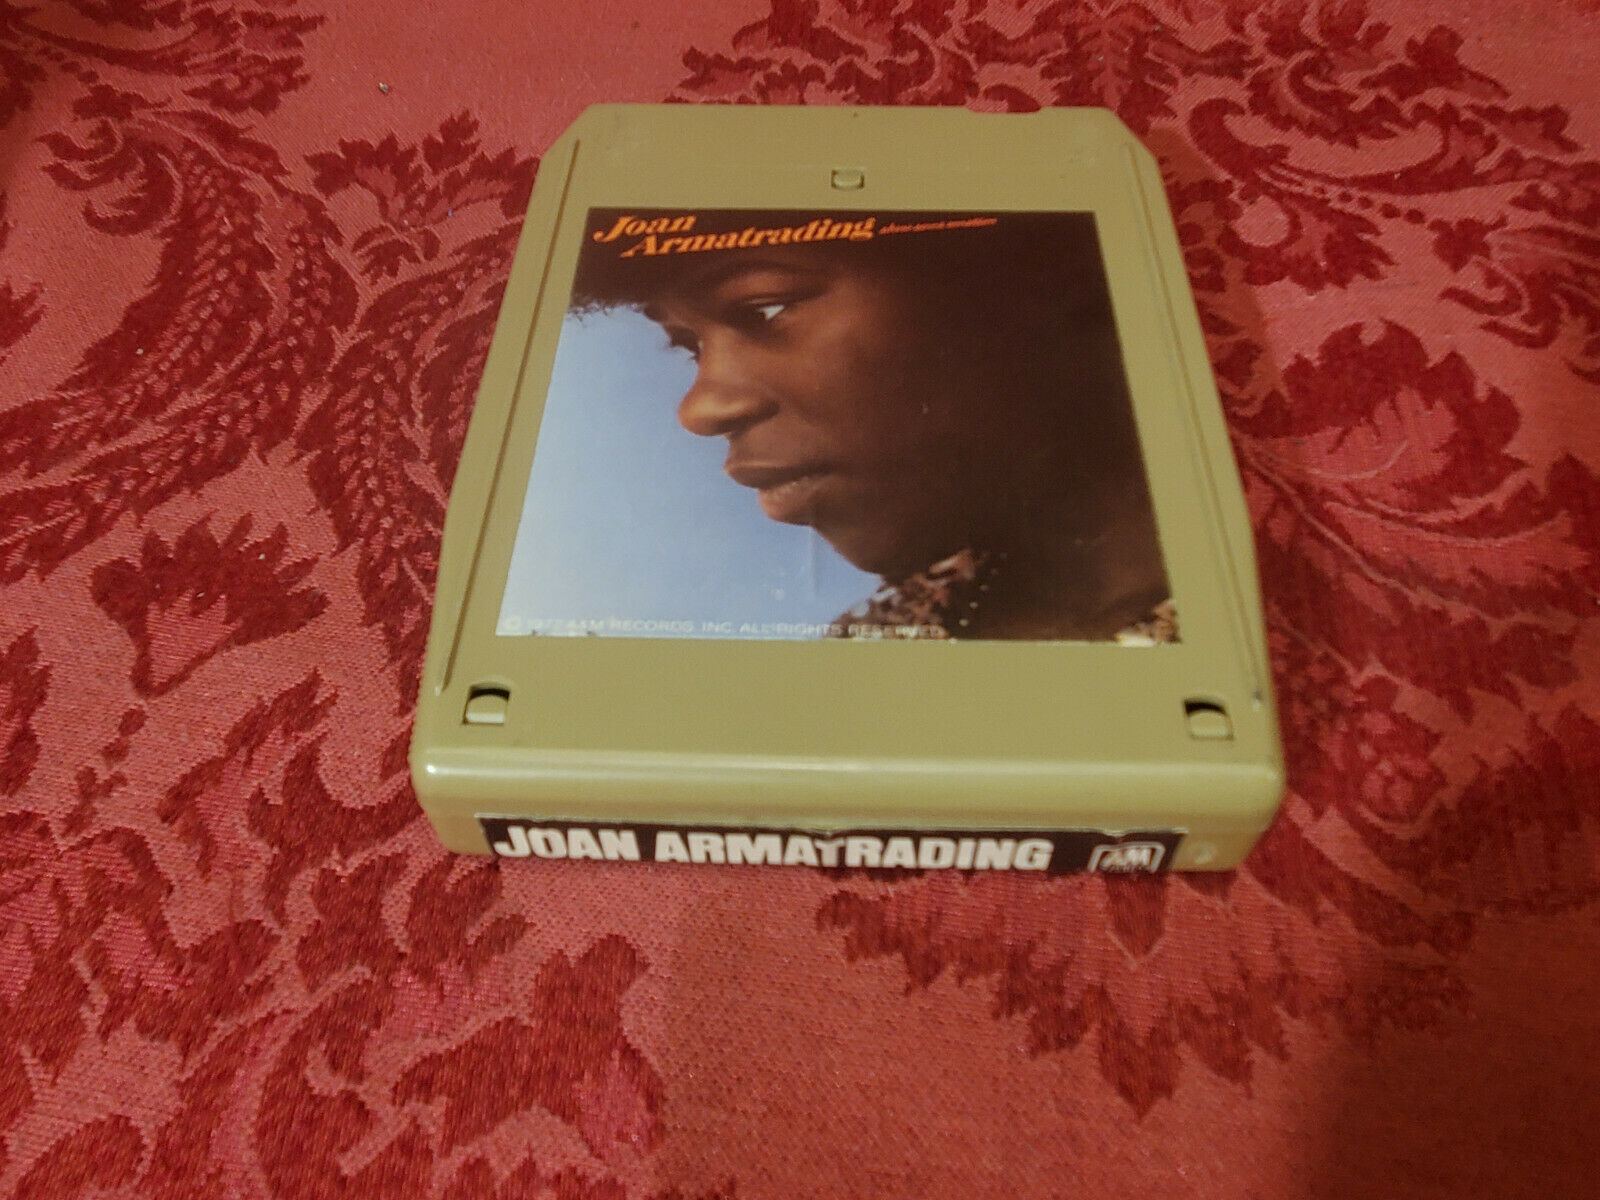 Joan
Armatrading show some emotion
© 1977 A&M RECORDS, INC. ALL RIGHTS RESERVED
JOAN ARMATRADING
A&M